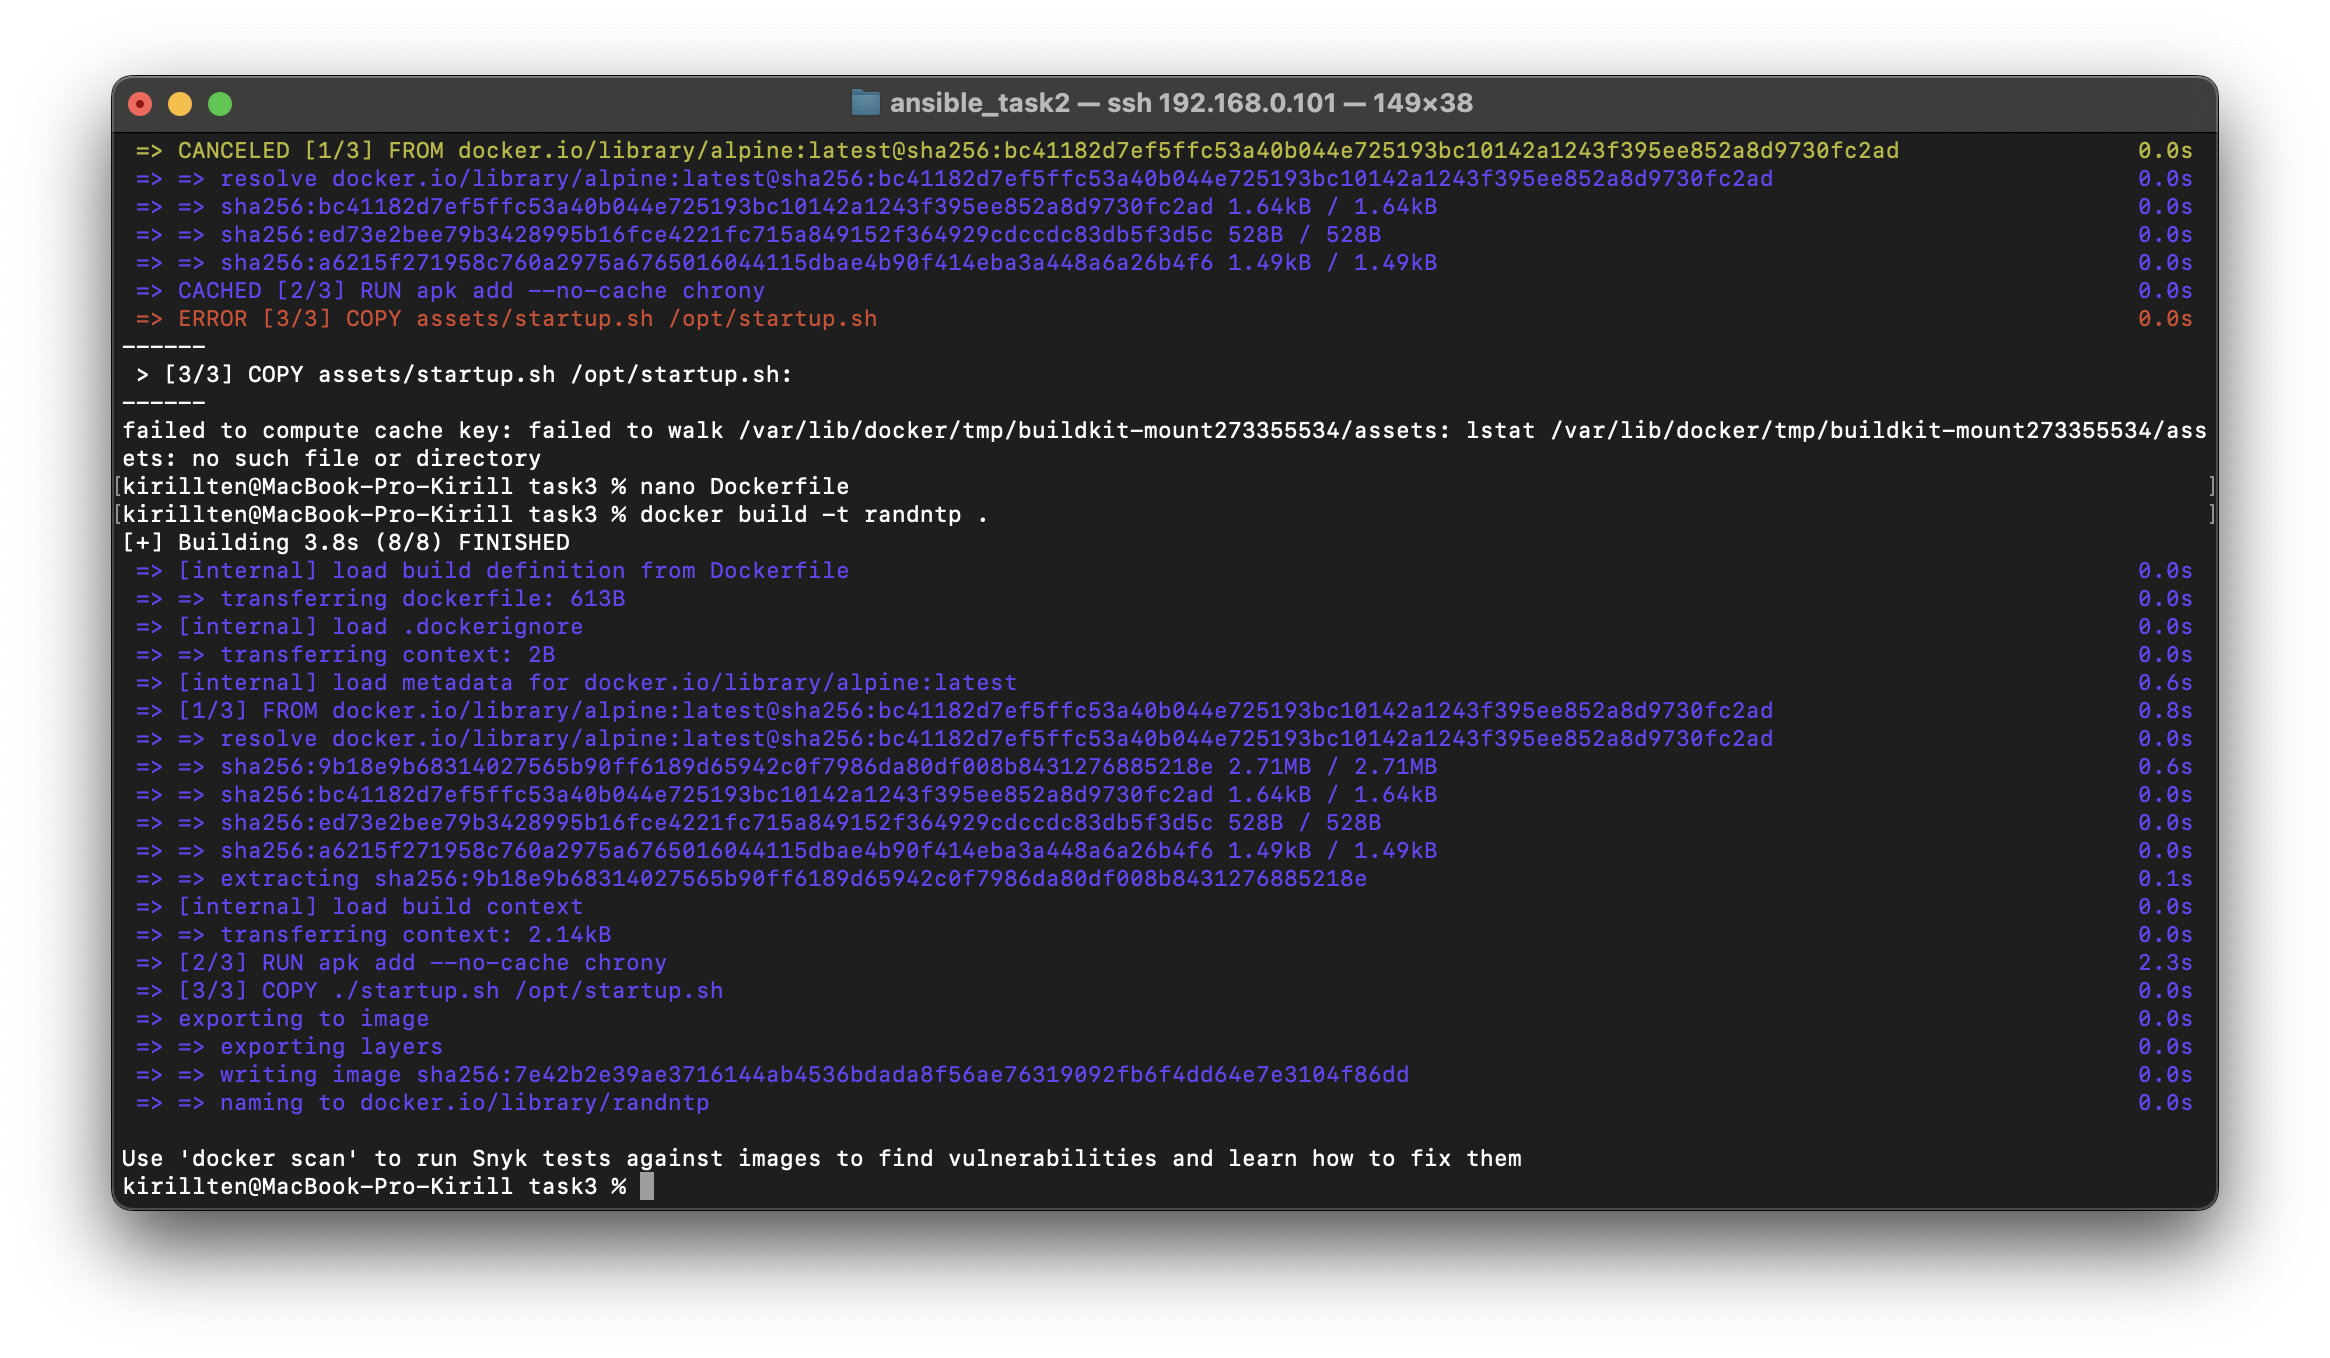 ansible_task2 — ssh 192.168.0.101 — 149×38
=> CANCELED [1/3] FROM docker.io/library/alpine:latest@sha256:bc41182d7ef5ffc53a40b044e725193bc10142a1243f395ee852a8d9730fc2ad 0.0s
=> => resolve docker.io/library/alpine:latest@sha256:bc41182d7ef5ffc53a40b044e725193bc10142a1243f395ee852a8d9730fc2ad 0.0s
=> => sha256:bc41182d7ef5ffc53a40b044e725193bc10142a1243f395ee852a8d9730fc2ad 1.64kB / 1.64kB 0.0s
=> => sha256:ed73e2bee79b3428995b16fce4221fc715a849152f364929cdccdc83db5f3d5c 528B / 528B 0.0s
=> => sha256:a6215f271958c760a2975a6765016044115dbae4b90f414eba3a448a6a26b4f6 1.49kB / 1.49kB 0.0s
=> CACHED [2/3] RUN apk add --no-cache chrony 0.0s
=> ERROR [3/3] COPY assets/startup.sh /opt/startup.sh 0.0s
------
> [3/3] COPY assets/startup.sh /opt/startup.sh:
------
failed to compute cache key: failed to walk /var/lib/docker/tmp/buildkit-mount273355534/assets: lstat /var/lib/docker/tmp/buildkit-mount273355534/ass
ets: no such file or directory
[kirillten@MacBook-Pro-Kirill task3 % nano Dockerfile ]
[kirillten@MacBook-Pro-Kirill task3 % docker build -t randntp . ]
[+] Building 3.8s (8/8) FINISHED
=> [internal] load build definition from Dockerfile 0.0s
=> => transferring dockerfile: 613B 0.0s
=> [internal] load .dockerignore 0.0s
=> => transferring context: 2B 0.0s
=> [internal] load metadata for docker.io/library/alpine:latest 0.6s
=> [1/3] FROM docker.io/library/alpine:latest@sha256:bc41182d7ef5ffc53a40b044e725193bc10142a1243f395ee852a8d9730fc2ad 0.8s
=> => resolve docker.io/library/alpine:latest@sha256:bc41182d7ef5ffc53a40b044e725193bc10142a1243f395ee852a8d9730fc2ad 0.0s
=> => sha256:9b18e9b68314027565b90ff6189d65942c0f7986da80df008b8431276885218e 2.71MB / 2.71MB 0.6s
=> => sha256:bc41182d7ef5ffc53a40b044e725193bc10142a1243f395ee852a8d9730fc2ad 1.64kB / 1.64kB 0.0s
=> => sha256:ed73e2bee79b3428995b16fce4221fc715a849152f364929cdccdc83db5f3d5c 528B / 528B 0.0s
=> => sha256:a6215f271958c760a2975a6765016044115dbae4b90f414eba3a448a6a26b4f6 1.49kB / 1.49kB 0.0s
=> => extracting sha256:9b18e9b68314027565b90ff6189d65942c0f7986da80df008b8431276885218e 0.1s
=> [internal] load build context 0.0s
=> => transferring context: 2.14kB 0.0s
=> [2/3] RUN apk add --no-cache chrony 2.3s
=> [3/3] COPY ./startup.sh /opt/startup.sh 0.0s
=> exporting to image 0.0s
=> => exporting layers 0.0s
=> => writing image sha256:7e42b2e39ae3716144ab4536bdada8f56ae76319092fb6f4dd64e7e3104f86dd 0.0s
=> => naming to docker.io/library/randntp 0.0s
Use 'docker scan' to run Snyk tests against images to find vulnerabilities and learn how to fix them
kirillten@MacBook-Pro-Kirill task3 %